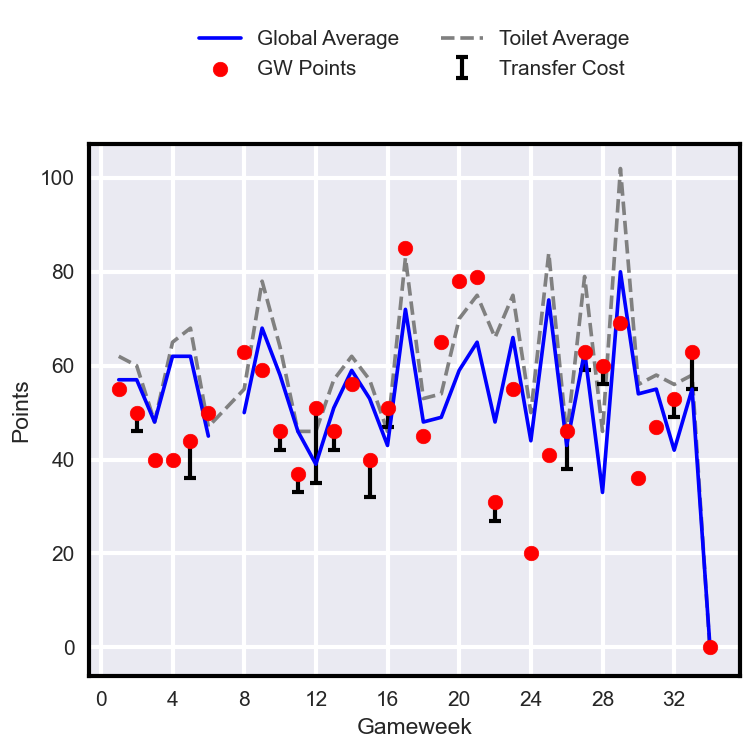 Global Average
Toilet Average
GW Points
Transfer Cost
100
80
60
40
20
0
Points
0 4 8 12 16 20 24 28 32
Gameweek